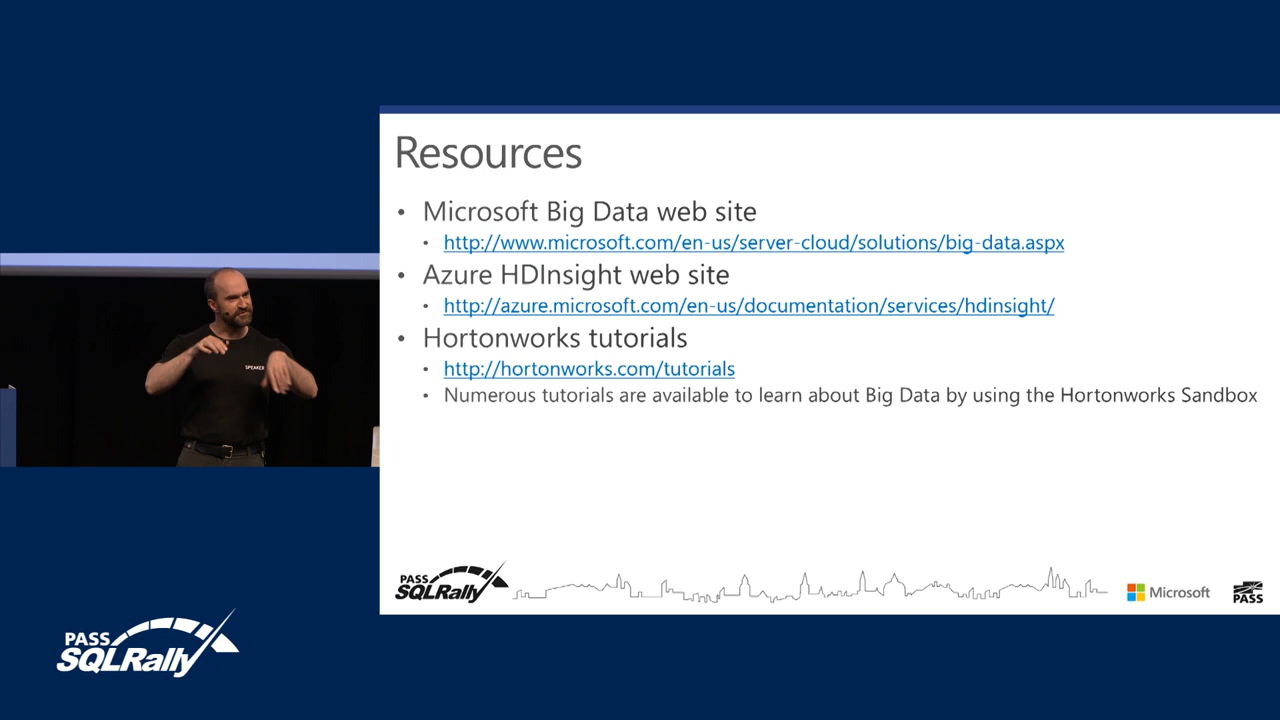 Resources
• Microsoft Big Data web site
• http://www.microsoft.com/en-us/server-cloud/solutions/big-data.aspx
• Azure HDInsight web site
• http://azure.microsoft.com/en-us/documentation/services/hdinsight/
• Hortonworks tutorials
• http://hortonworks.com/tutorials
• Numerous tutorials are available to learn about Big Data by using the Hortonworks Sandbox
SPEAKER
PASS
SQLRally
Microsoft
PASS
PASS
SQLRally